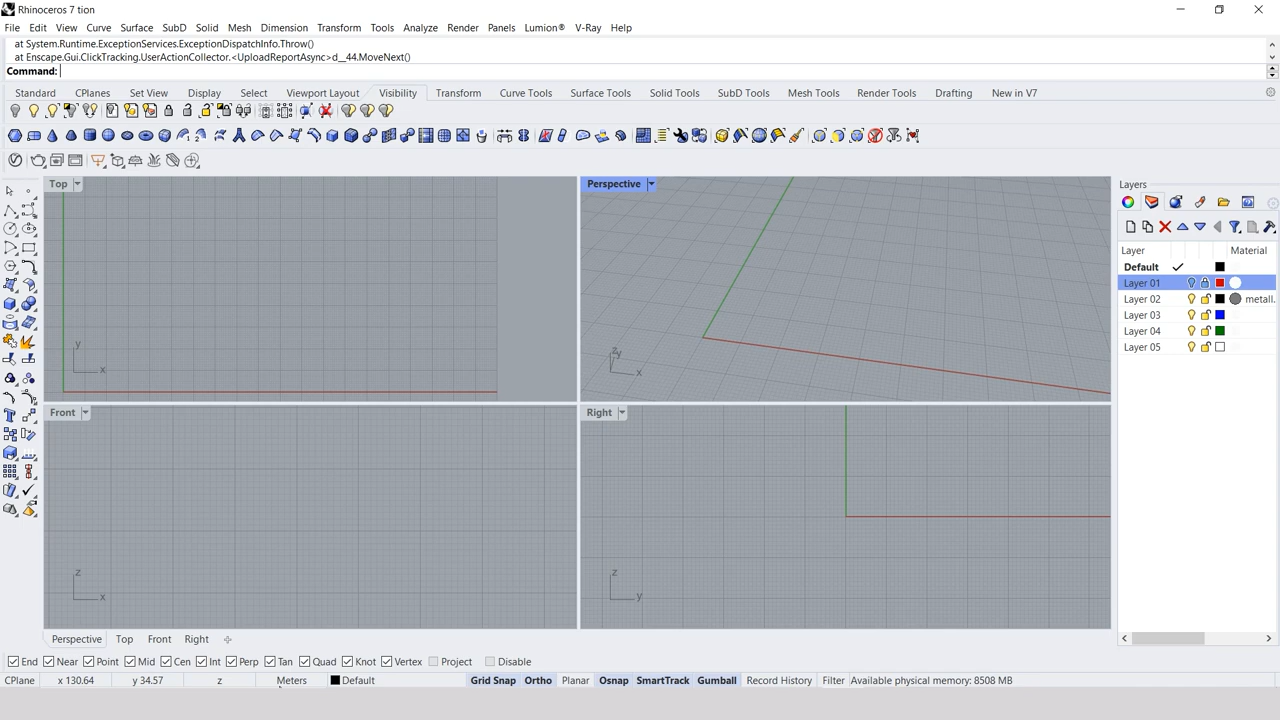 Rhinoceros 7 tion
File Edit View Curve Surface SubD Solid Mesh Dimension Transform Tools Analyze Render Panels Lumion® V-Ray Help
at System.Runtime.ExceptionServices.ExceptionDispatchInfo.Throw()
at Enscape.Gui.ClickTracking.UserActionCollector.<UploadReportAsync>d__44.MoveNext()
Command:
Standard CPlanes Set View Display Select Viewport Layout Visibility Transform Curve Tools Surface Tools Solid Tools SubD Tools Mesh Tools Render Tools Drafting New in V7
Top
Perspective
Layers
Layer Material
Default
Layer 01
Layer 02 metall.
Layer 03
Layer 04
Layer 05
y
x
z y
x
Front
Right
z
x
z
y
Perspective Top Front Right
End Near Point Mid Cen Int Perp Tan Quad Knot Vertex Project Disable
CPlane x 130.64 y 34.57 z Meters Default Grid Snap Ortho Planar Osnap SmartTrack Gumball Record History Filter Available physical memory: 8508 MB